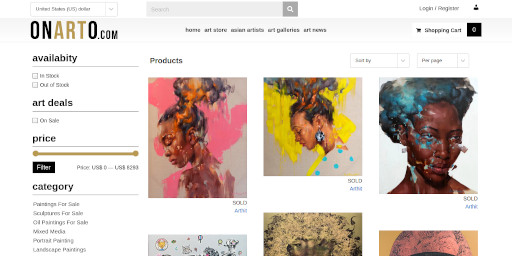 United States (US) dollar
Search
Login / Register
ONARTO.COM
home art store asian artists art galleries art news
Shopping Cart 0
availabity
In Stock
Out of Stock
art deals
On Sale
price
Filter Price: US$ 0 — US$ 8293
category
Paintings For Sale
Sculptures For Sale
Oil Paintings For Sale
Mixed Media
Portrait Painting
Landscape Paintings
Products
Sort by
Per page
SOLD
Arthit
SOLD
Arthit
SOLD
Arthit